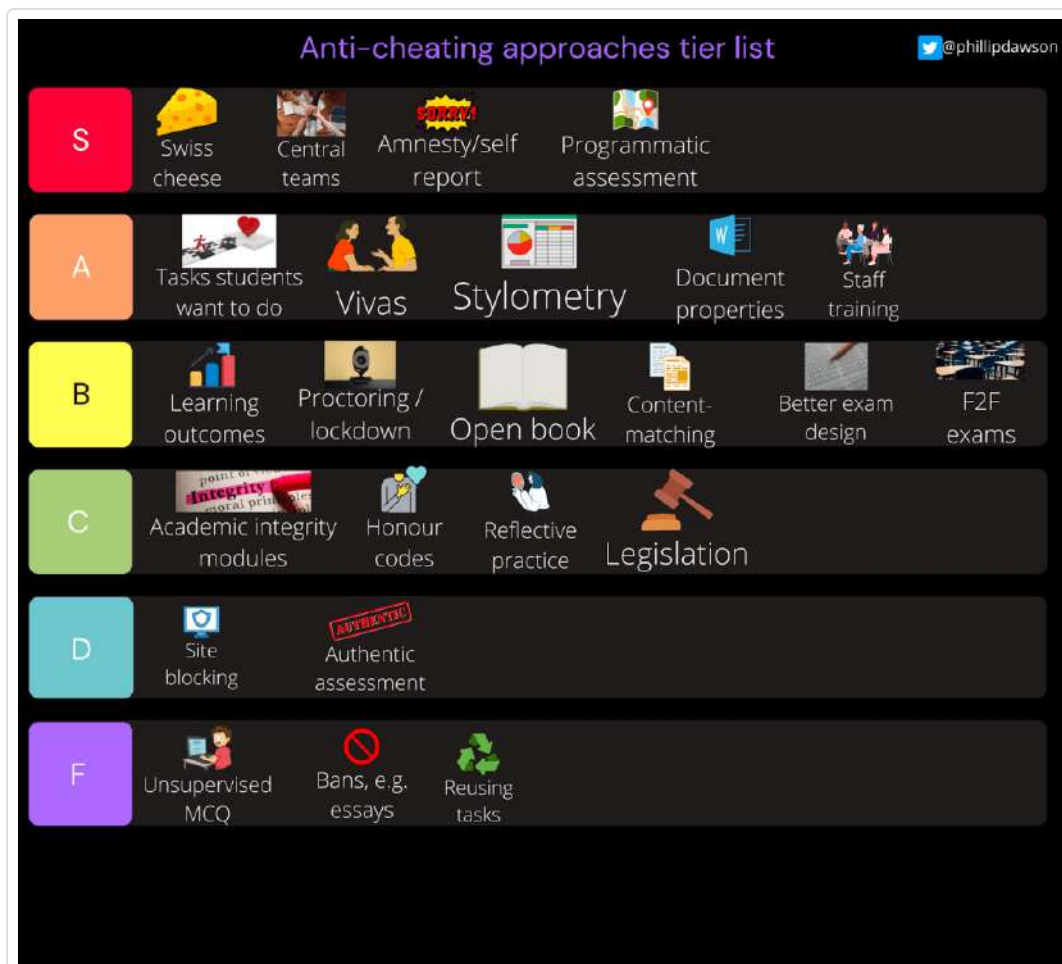 Anti-cheating approaches tier list
@phillipdawson
S
Swiss
cheese
Central
teams
SORRY!
Amnesty/self
report
Programmatic
assessment
A
Tasks students
want to do
Vivas
Stylometry
W
Document
properties
Staff
training
B
Learning
outcomes
Proctoring /
lockdown
Open book
Content-
matching
Better exam
design
F2F
exams
C
Integrity
moral
Academic integrity
modules
Honour
codes
Reflective
practice
Legislation
D
Site
blocking
AUTHENTIC
Authentic
assessment
F
Unsupervised
MCQ
Bans, e.g.
essays
Reusing
tasks